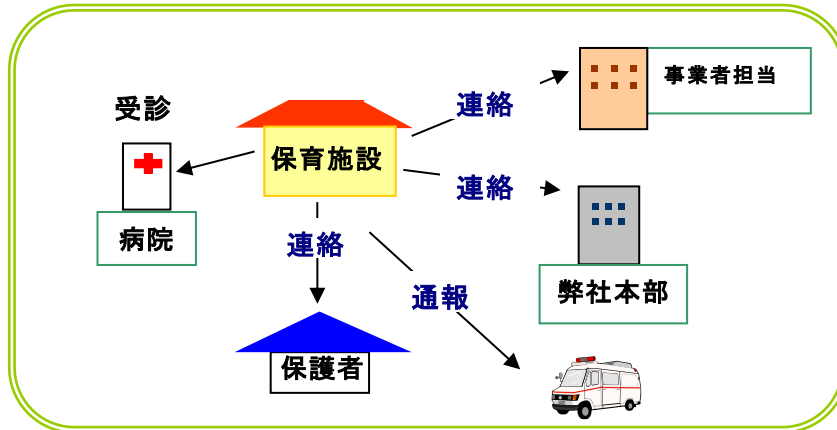 事業者担当
連絡
受診
保育施設
連絡
病院
連絡
弊社本部
通報
保護者